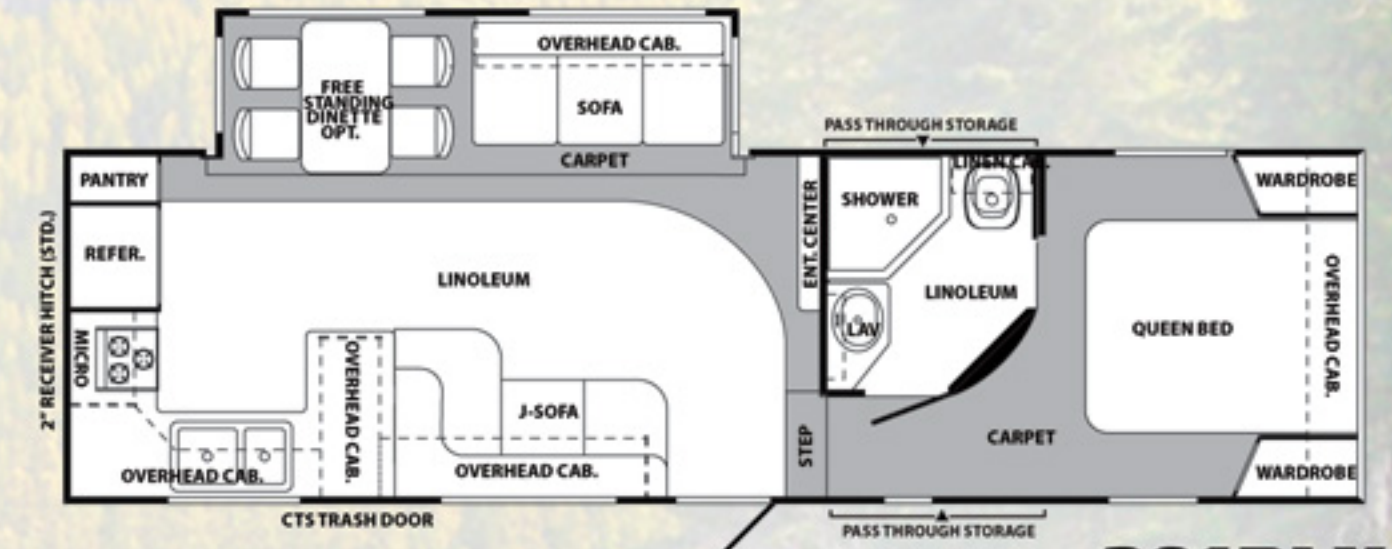 OVERHEAD CAB.
FREE
STANDING
DINETTE
OPT.
SOFA
CARPET
PASS THROUGH STORAGE
LINEN CAB.
PANTRY
SHOWER
WARDROBE
REFER.
ENT. CENTER
LINOLEUM
LINOLEUM
2" RECEIVER HITCH (STD.)
MICRO
LAV
QUEEN BED
OVERHEAD CAB.
OVERHEAD CAB.
J-SOFA
STEP
CARPET
OVERHEAD CAB.
OVERHEAD CAB.
WARDROBE
CTS TRASH DOOR
PASS THROUGH STORAGE